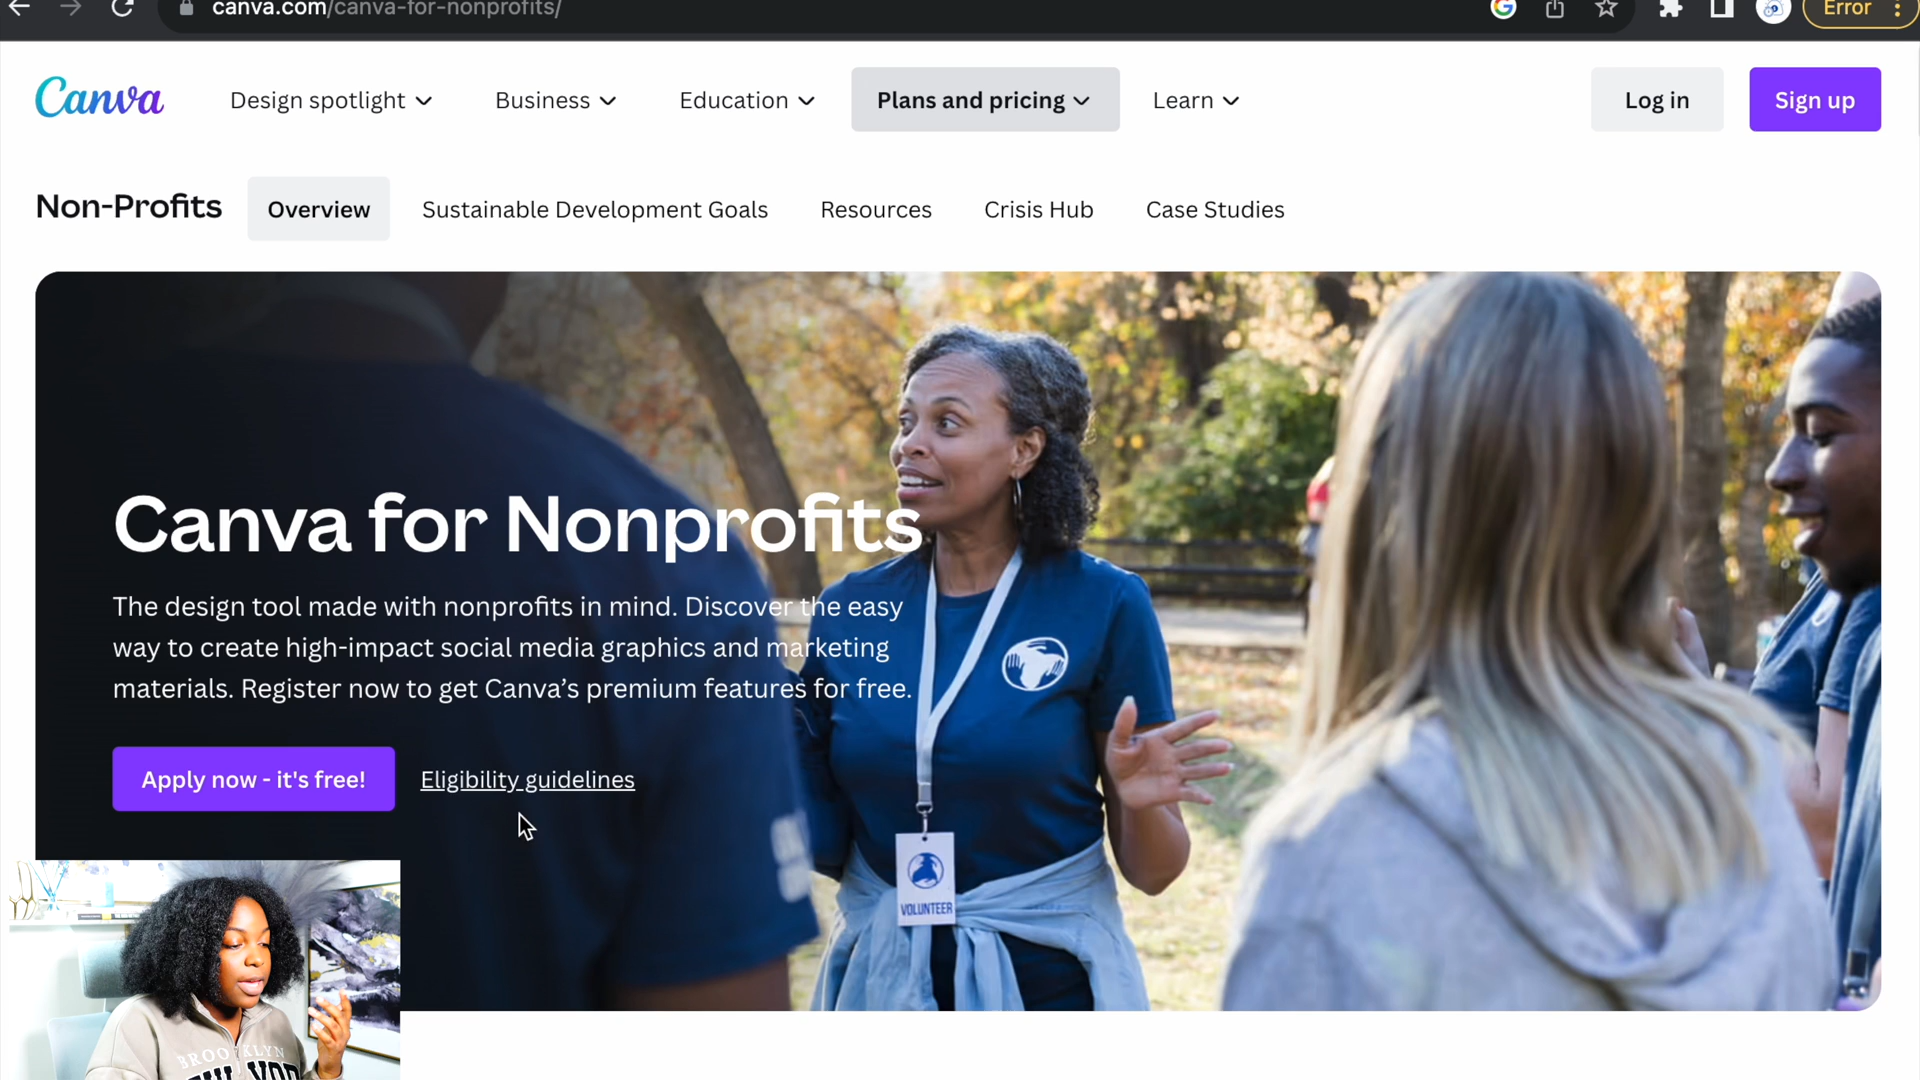 canva.com/canva-for-nonprofits/
Error
Canva
Design spotlight
Business
Education
Plans and pricing
Learn
Log in
Sign up
Non-Profits
Overview
Sustainable Development Goals
Resources
Crisis Hub
Case Studies
Canva for Nonprofits
The design tool made with nonprofits in mind. Discover the easy
way to create high-impact social media graphics and marketing
materials. Register now to get Canva’s premium features for free.
Apply now - it's free!
Eligibility guidelines
VOLUNTEER
BROOKLYN